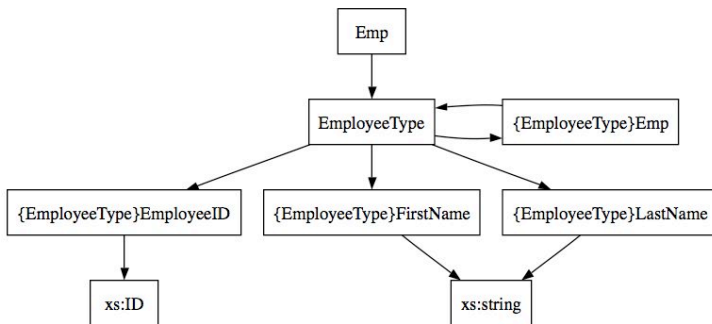 Emp
EmployeeType
{EmployeeType}Emp
{EmployeeType}EmployeeID
{EmployeeType}FirstName
{EmployeeType}LastName
xs:ID
xs:string